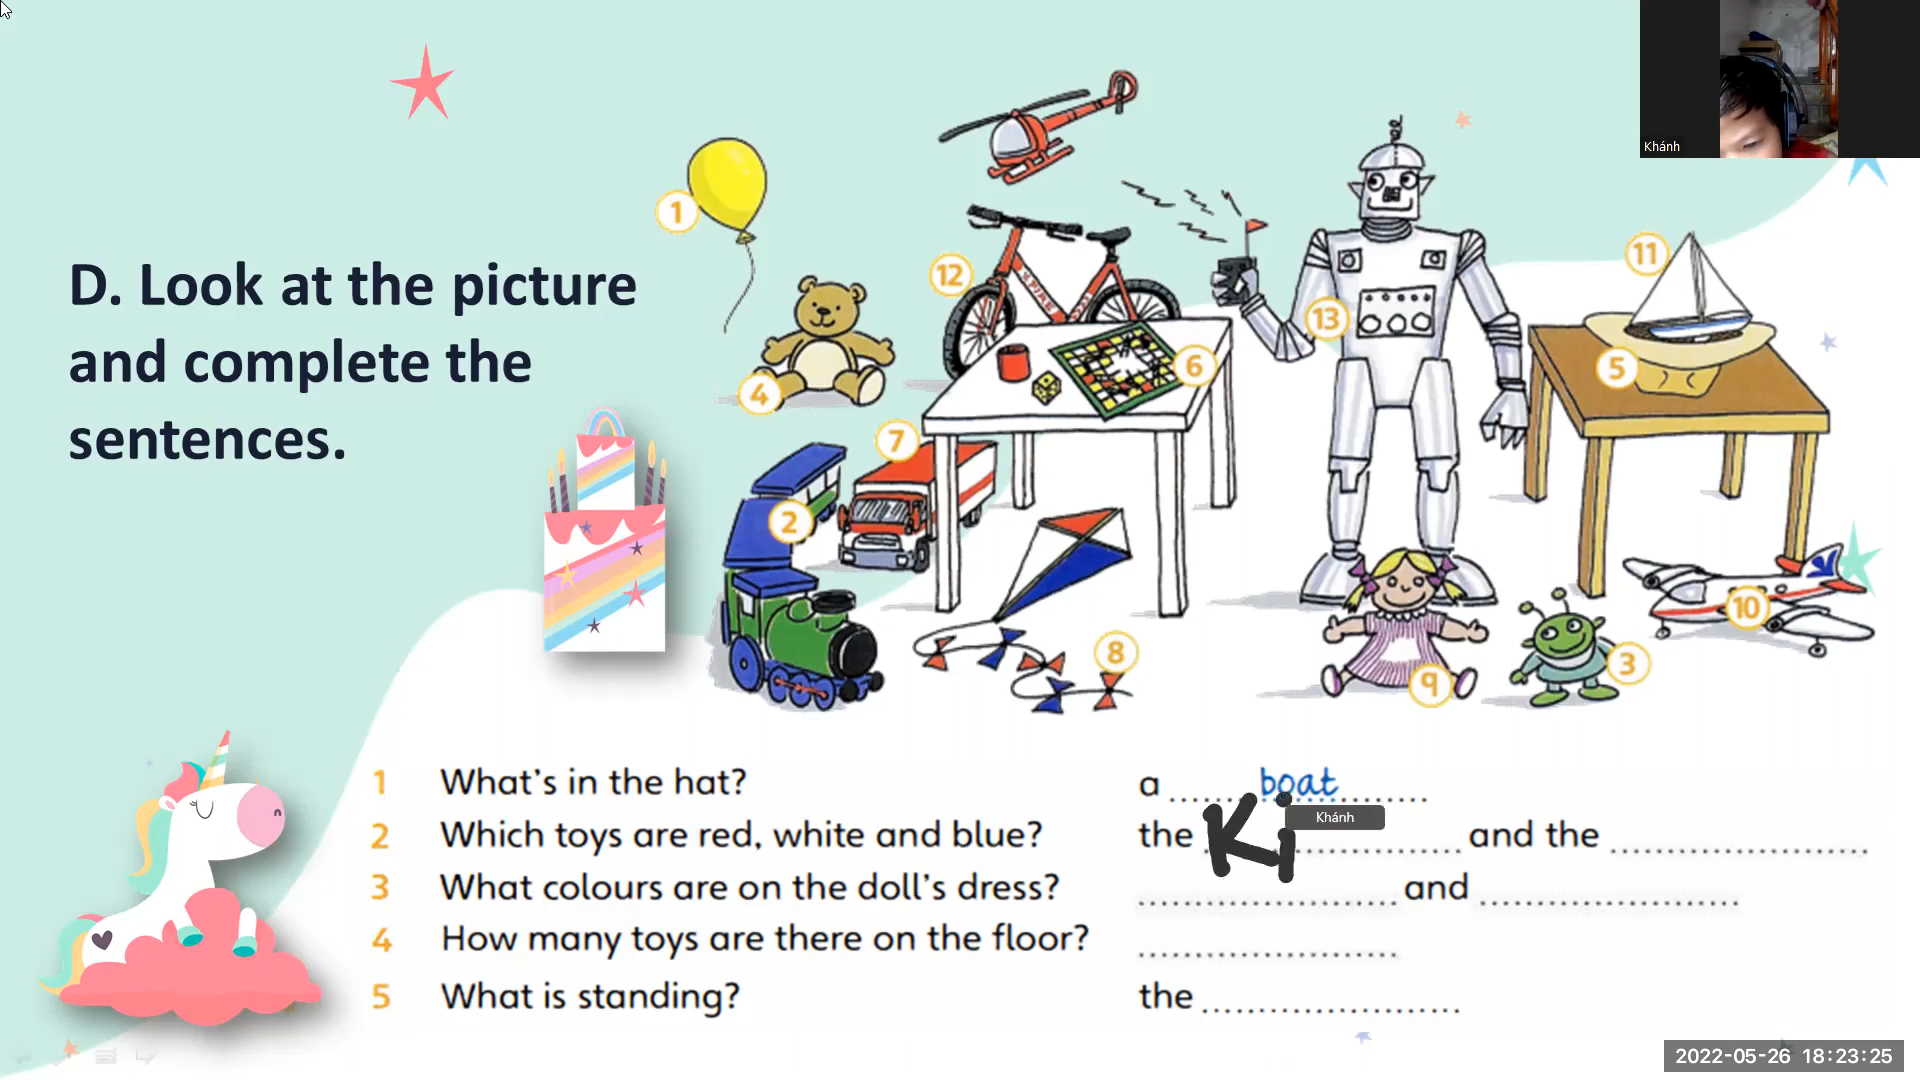 Khánh
D. Look at the picture
and complete the
sentences.
1
12
11
13
4
6
5
7
2
8
10
9
3
SPIKE
1 What's in the hat? a boat
2 Which toys are red, white and blue? the Ki and the
Khánh
3 What colours are on the doll's dress? and
4 How many toys are there on the floor?
5 What is standing? the
2022-05-26 18:23:25